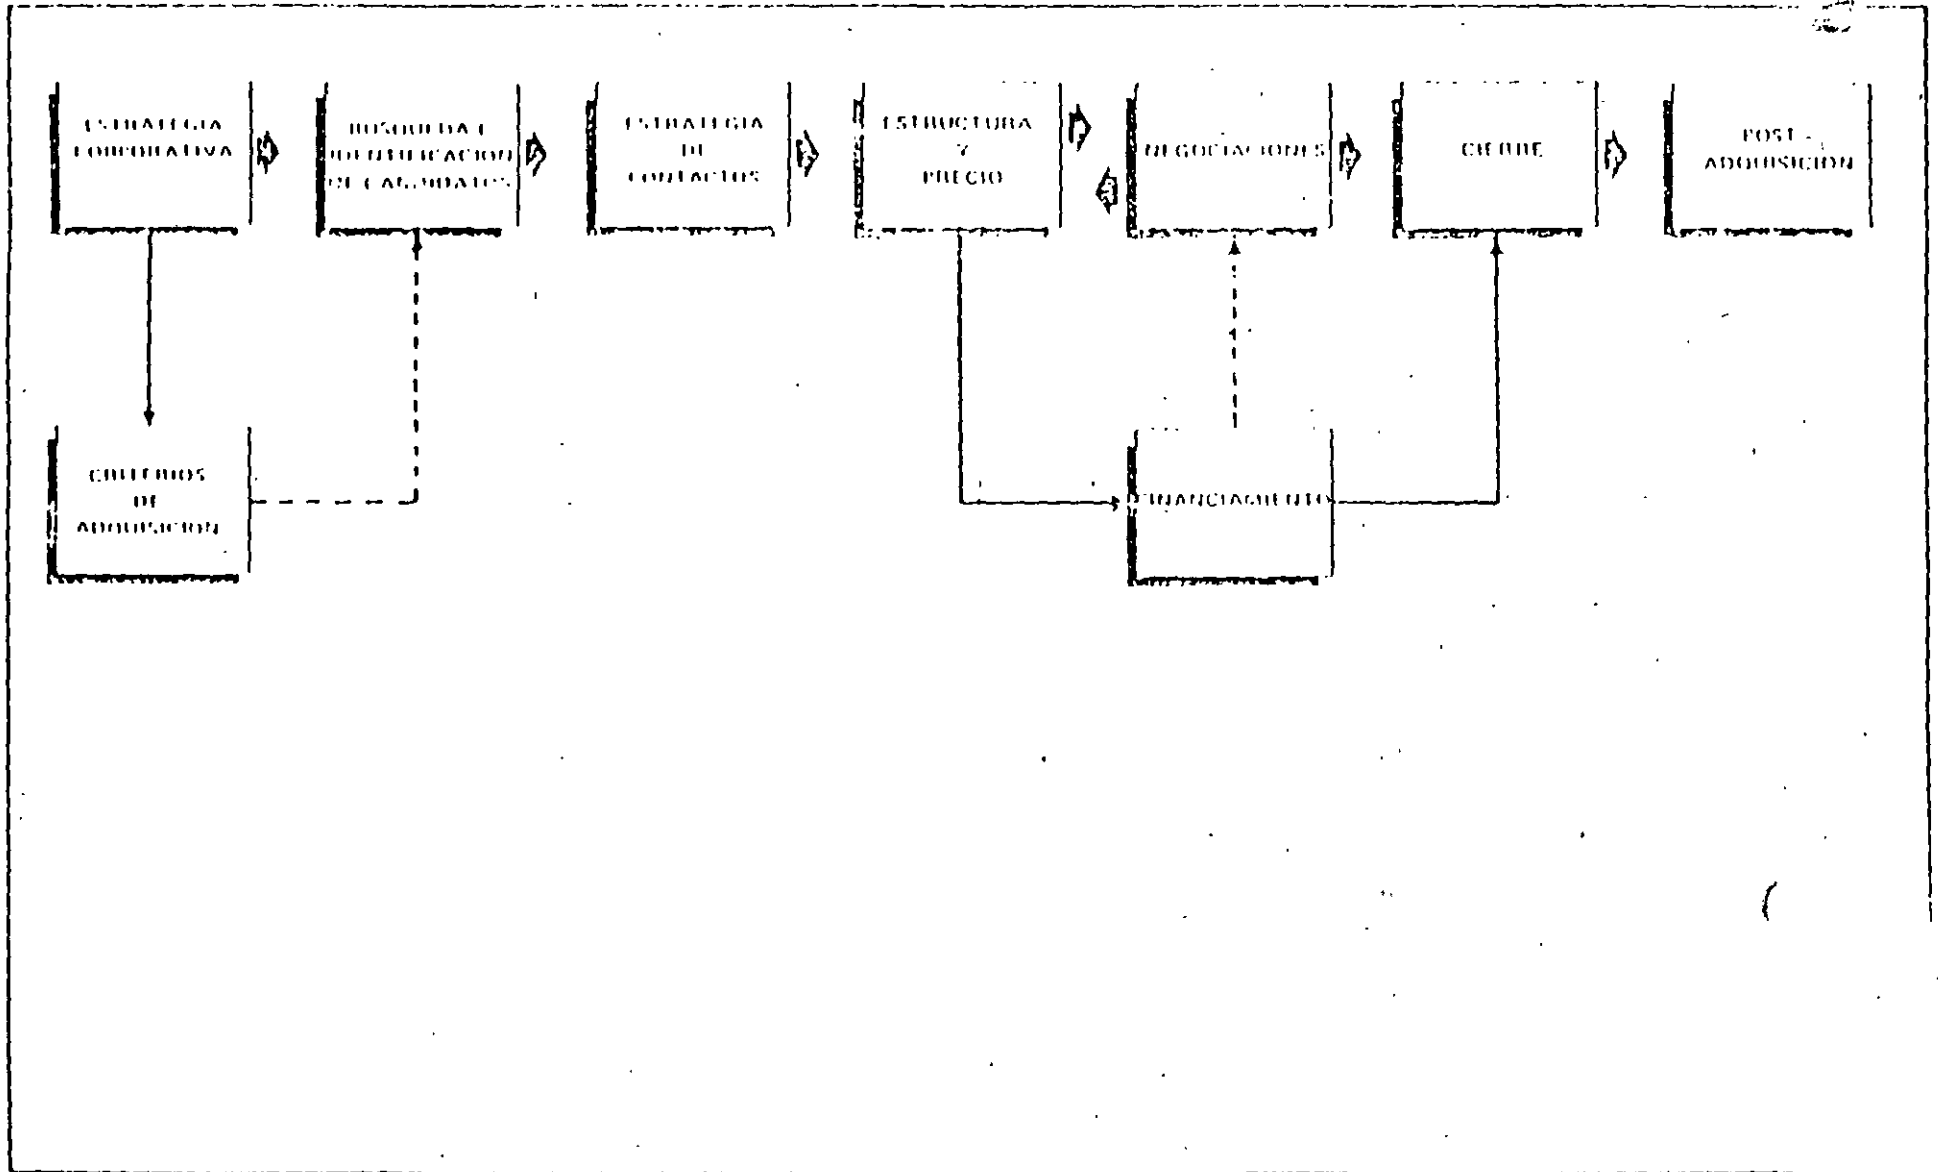 ESTRATEGIA
CORPORATIVA
BUSQUEDA E
IDENTIFICACION
DE CANDIDATOS
ESTRATEGIA
DE
CONTACTOS
ESTRUCTURA
Y
PRECIO
NEGOCIACIONES
CIERRE
POST -
ADQUISICION
CRITERIOS
DE
ADQUISICION
FINANCIAMIENTO